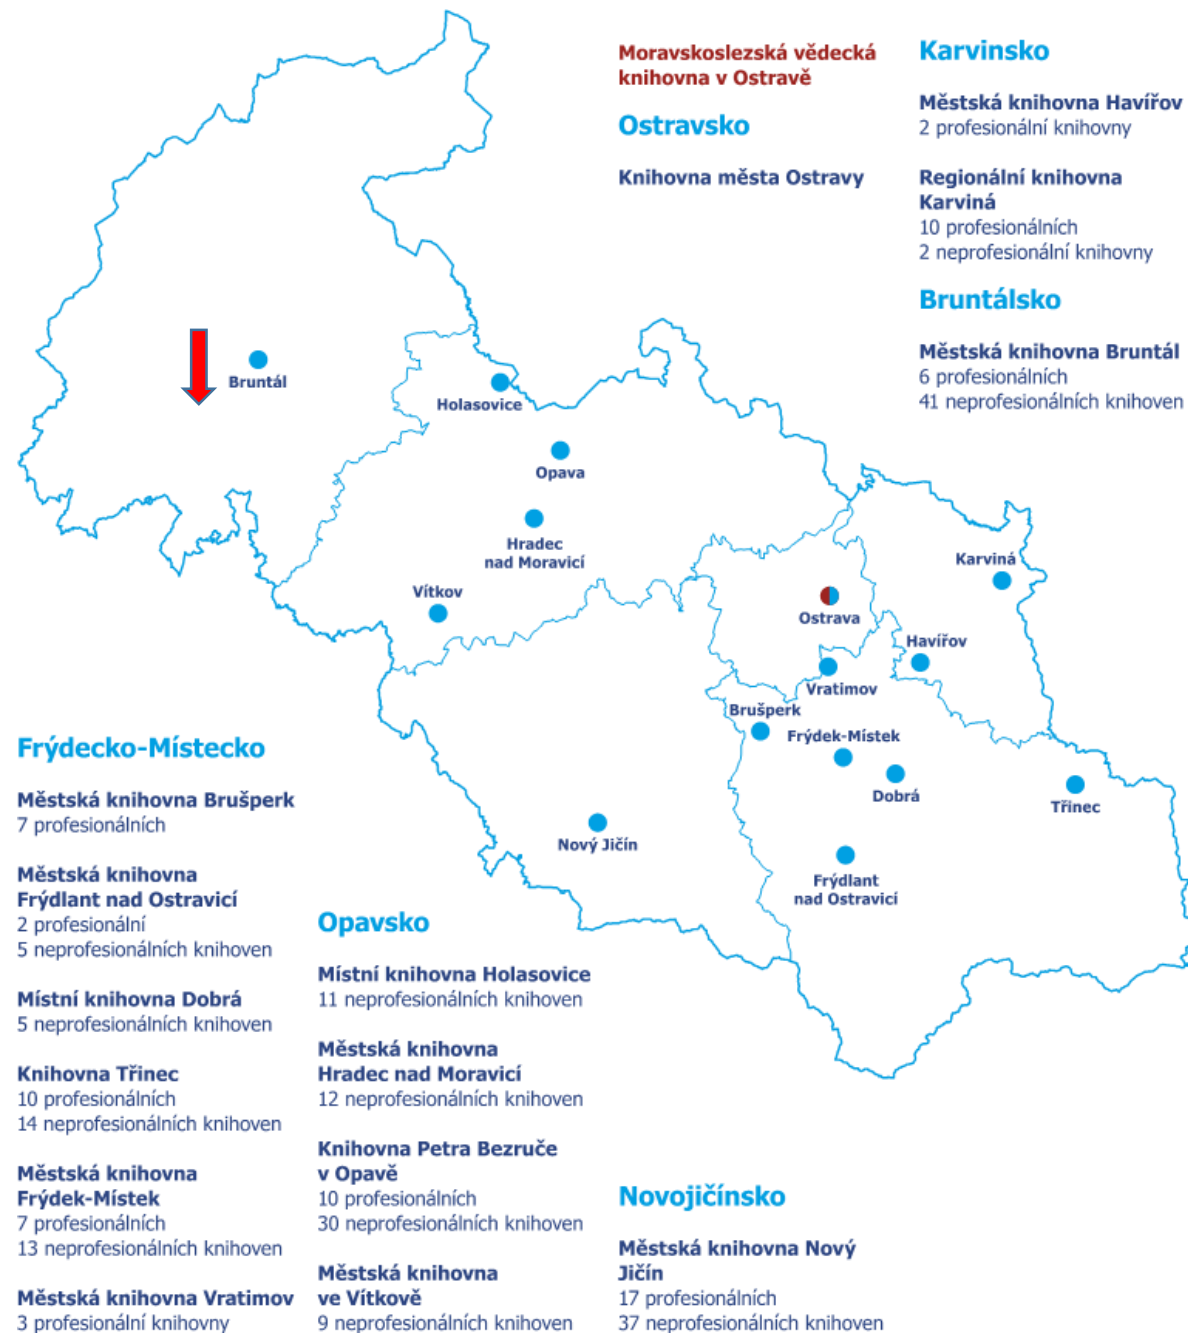 Moravskoslezská vědecká
knihovna v Ostravě
Ostravsko
Knihovna města Ostravy
Karvinsko
Městská knihovna Havířov
2 profesionální knihovny
Regionální knihovna
Karviná
10 profesionálních
2 neprofesionální knihovny
Bruntálsko
Městská knihovna Bruntál
6 profesionálních
41 neprofesionálních knihoven
Bruntál
Holasovice
Opava
Hradec
nad Moravicí
Vítkov
Karviná
Ostrava
Havířov
Vratimov
Brušperk
Frýdek-Místek
Dobrá
Třinec
Nový Jičín
Frýdlant
nad Ostravicí
Frýdecko-Místecko
Městská knihovna Brušperk
7 profesionálních
Městská knihovna
Frýdlant nad Ostravicí
2 profesionální
5 neprofesionálních knihoven
Místní knihovna Dobrá
5 neprofesionálních knihoven
Knihovna Třinec
10 profesionálních
14 neprofesionálních knihoven
Městská knihovna
Frýdek-Místek
7 profesionálních
13 neprofesionálních knihoven
Městská knihovna Vratimov
3 profesionální knihovny
Opavsko
Místní knihovna Holasovice
11 neprofesionálních knihoven
Městská knihovna
Hradec nad Moravicí
12 neprofesionálních knihoven
Knihovna Petra Bezruče
v Opavě
10 profesionálních
30 neprofesionálních knihoven
Městská knihovna
ve Vítkově
9 neprofesionálních knihoven
Novojičínsko
Městská knihovna Nový
Jičín
17 profesionálních
37 neprofesionálních knihoven